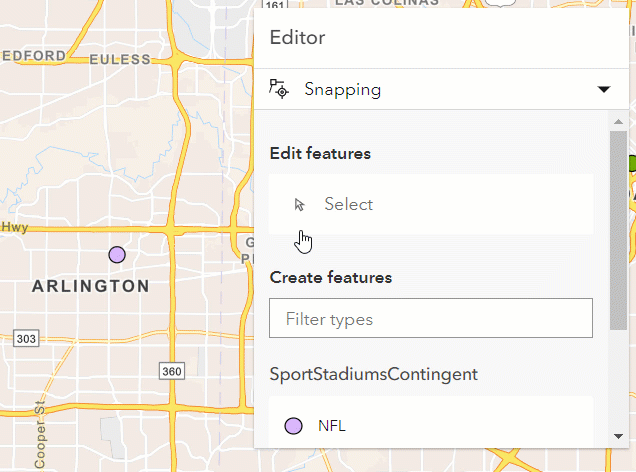 161
LAS COLINAS
EDFORD
EULESS
Editor
Snapping
Edit features
Select
Hwy
ARLINGTON
Create features
Filter types
303
360
SportStadiumsContingent
NFL
Cooper St